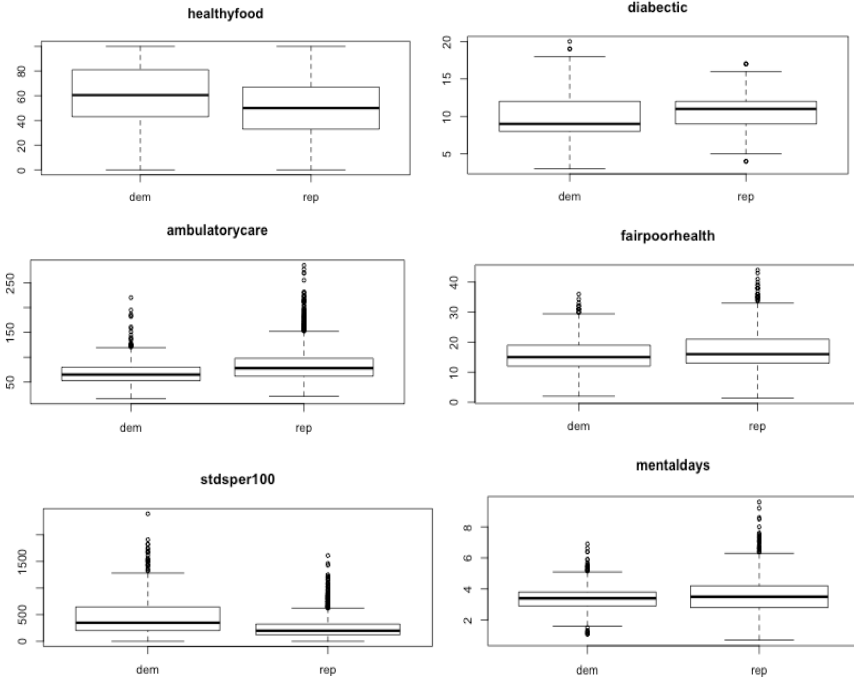 healthyfood
80
60
40
20
0
dem rep
diabectic
20
15
10
5
dem rep
ambulatorycare
250
150
50
dem rep
fairpoorhealth
40
30
20
10
0
dem rep
stdsper100
1500
500
0
dem rep
mentaldays
8
6
4
2
dem rep